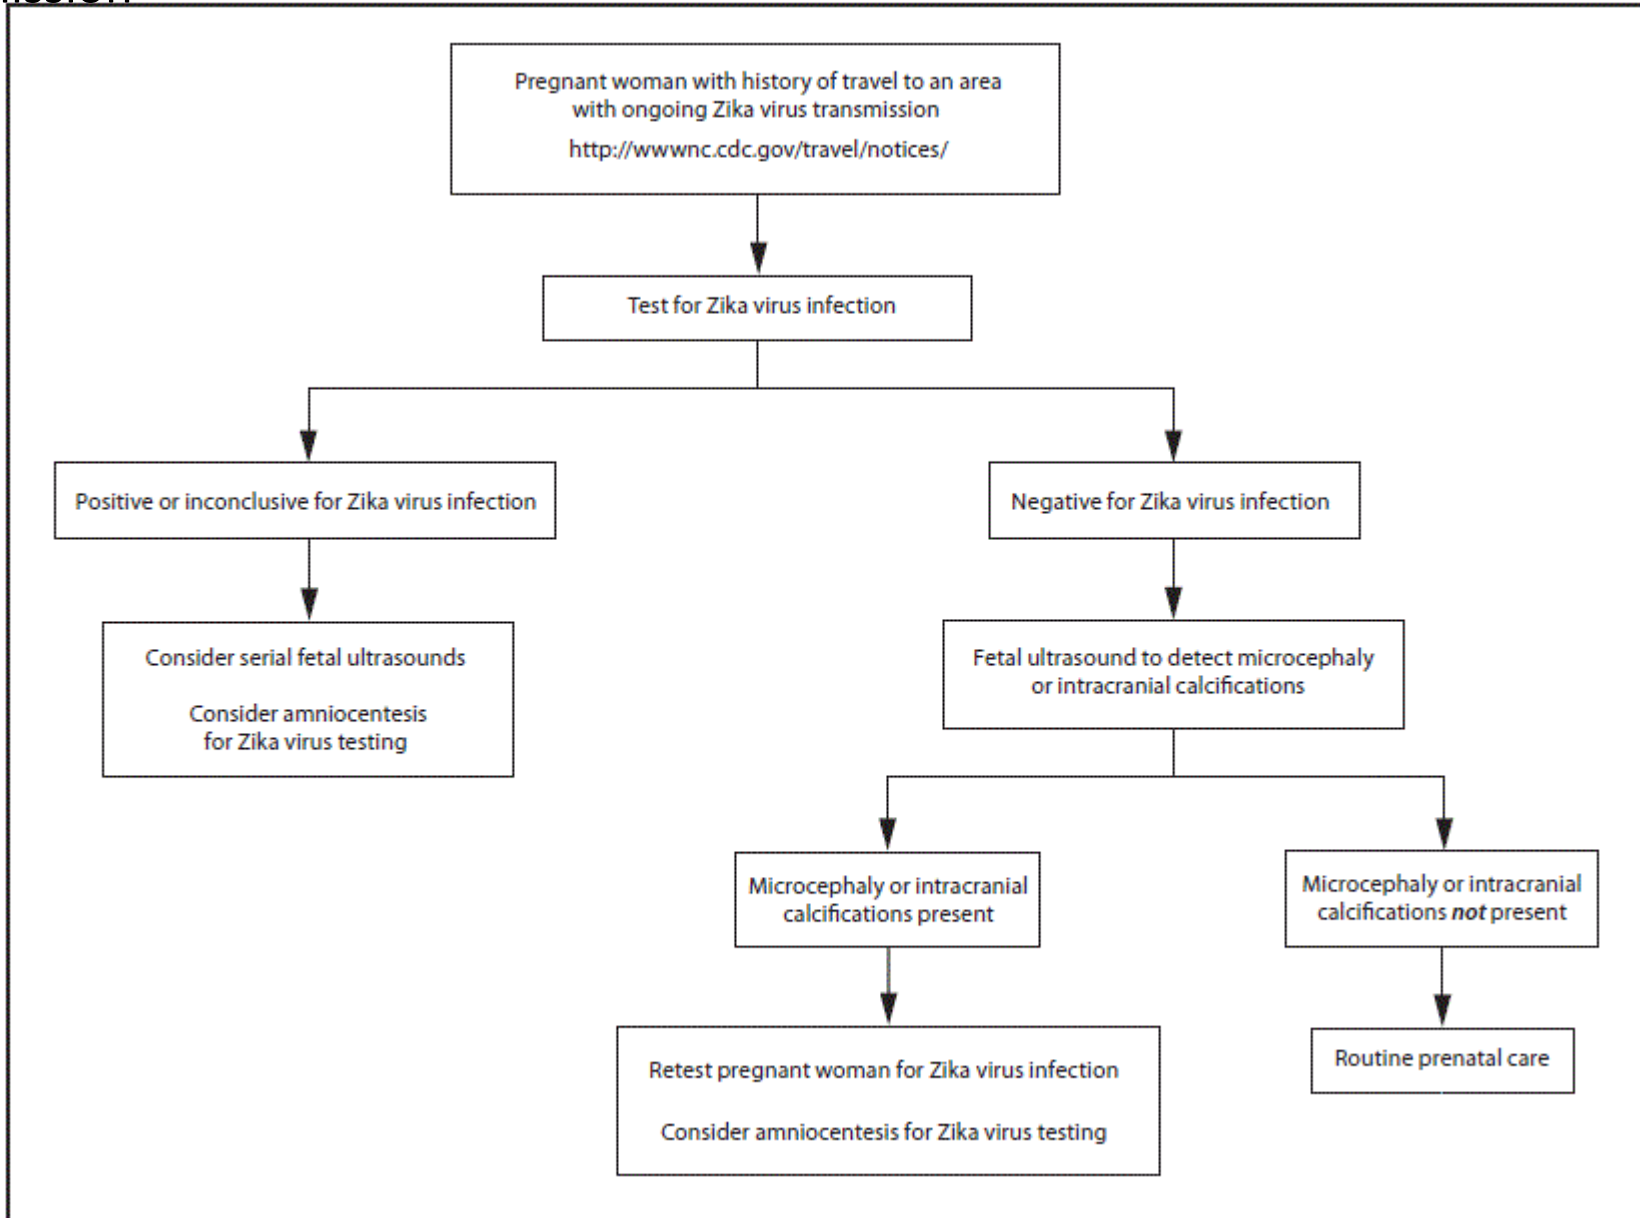 Pregnant woman with history of travel to an area
with ongoing Zika virus transmission
http://wwwnc.cdc.gov/travel/notices/
Test for Zika virus infection
Positive or inconclusive for Zika virus infection
Negative for Zika virus infection
Consider serial fetal ultrasounds
Consider amniocentesis
for Zika virus testing
Fetal ultrasound to detect microcephaly
or intracranial calcifications
Microcephaly or intracranial
calcifications present
Microcephaly or intracranial
calcifications not present
Retest pregnant woman for Zika virus infection
Consider amniocentesis for Zika virus testing
Routine prenatal care